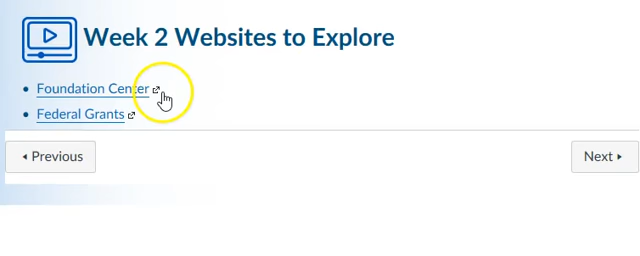 Week 2 Websites to Explore
Foundation Center
Federal Grants
Previous
Next